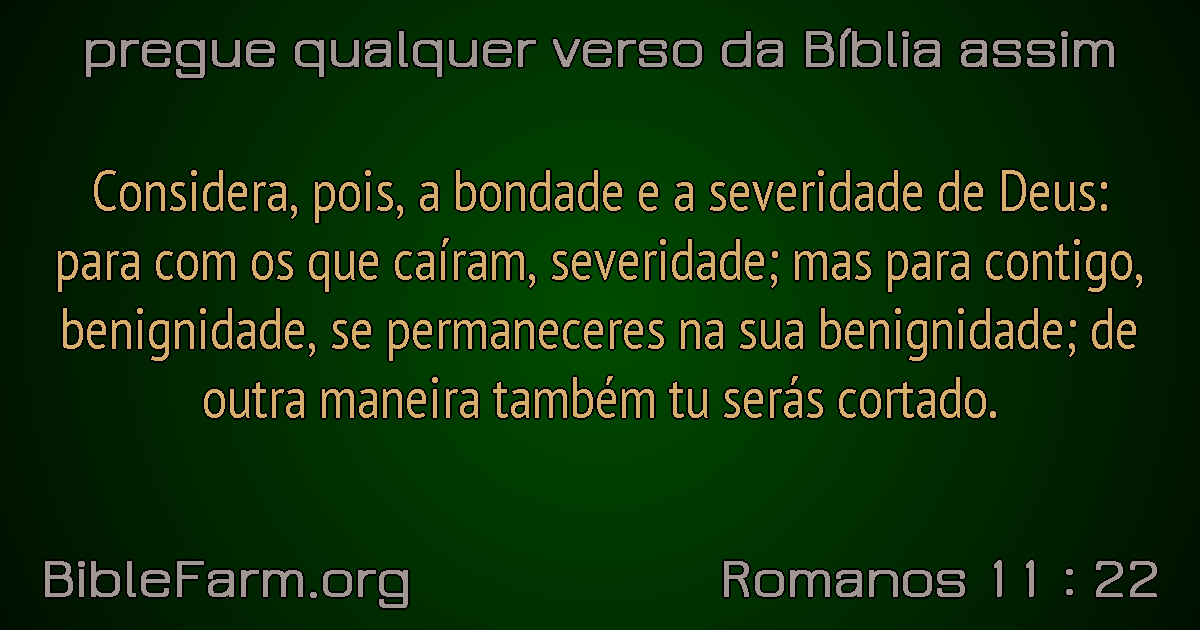 pregue qualquer verso da Bíblia assim
Considera, pois, a bondade e a severidade de Deus:
para com os que caíram, severidade; mas para contigo,
benignidade, se permaneceres na sua benignidade; de
outra maneira também tu serás cortado.
BibleFarm.org
Romanos 11 : 22